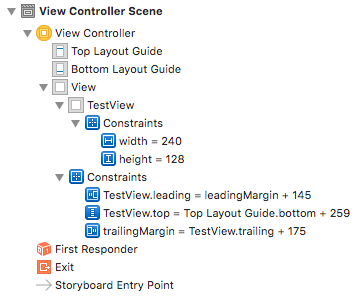 View Controller Scene
View Controller
Top Layout Guide
Bottom Layout Guide
View
TestView
Constraints
width = 240
height = 128
Constraints
TestView.leading = leadingMargin + 145
TestView.top = Top Layout Guide.bottom + 259
trailingMargin = TestView.trailing + 175
First Responder
Exit
Storyboard Entry Point